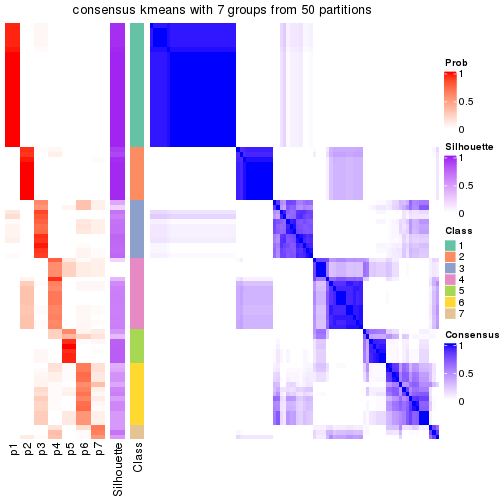 consensus kmeans with 7 groups from 50 partitions
Prob
1
0.5
0
Silhouette
1
0.5
0
Class
1
2
3
4
5
6
7
Consensus
1
0.5
0
p1
p2
p3
p4
p5
p6
p7
Silhouette
Class